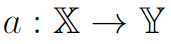 a : 𝕏 → 𝕐